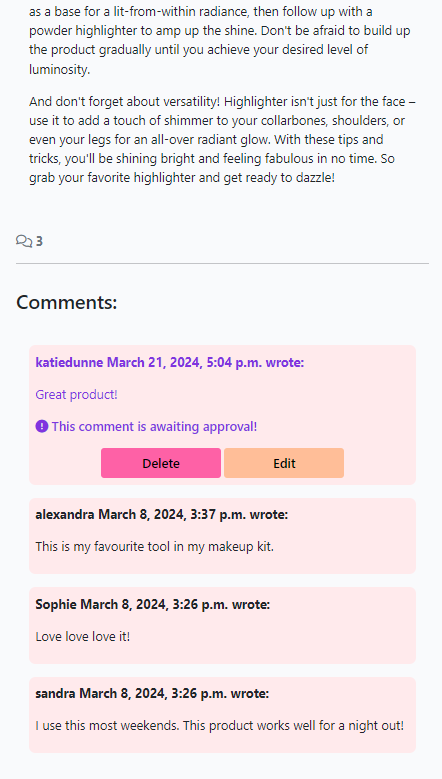 as a base for a lit-from-within radiance, then follow up with a
powder highlighter to amp up the shine. Don't be afraid to build up
the product gradually until you achieve your desired level of
luminosity.
And don't forget about versatility! Highlighter isn't just for the face –
use it to add a touch of shimmer to your collarbones, shoulders, or
even your legs for an all-over radiant glow. With these tips and
tricks, you'll be shining bright and feeling fabulous in no time. So
grab your favorite highlighter and get ready to dazzle!
3
Comments:
katiedunne March 21, 2024, 5:04 p.m. wrote:
Great product!
This comment is awaiting approval!
Delete Edit
alexandra March 8, 2024, 3:37 p.m. wrote:
This is my favourite tool in my makeup kit.
Sophie March 8, 2024, 3:26 p.m. wrote:
Love love love it!
sandra March 8, 2024, 3:26 p.m. wrote:
I use this most weekends. This product works well for a night out!